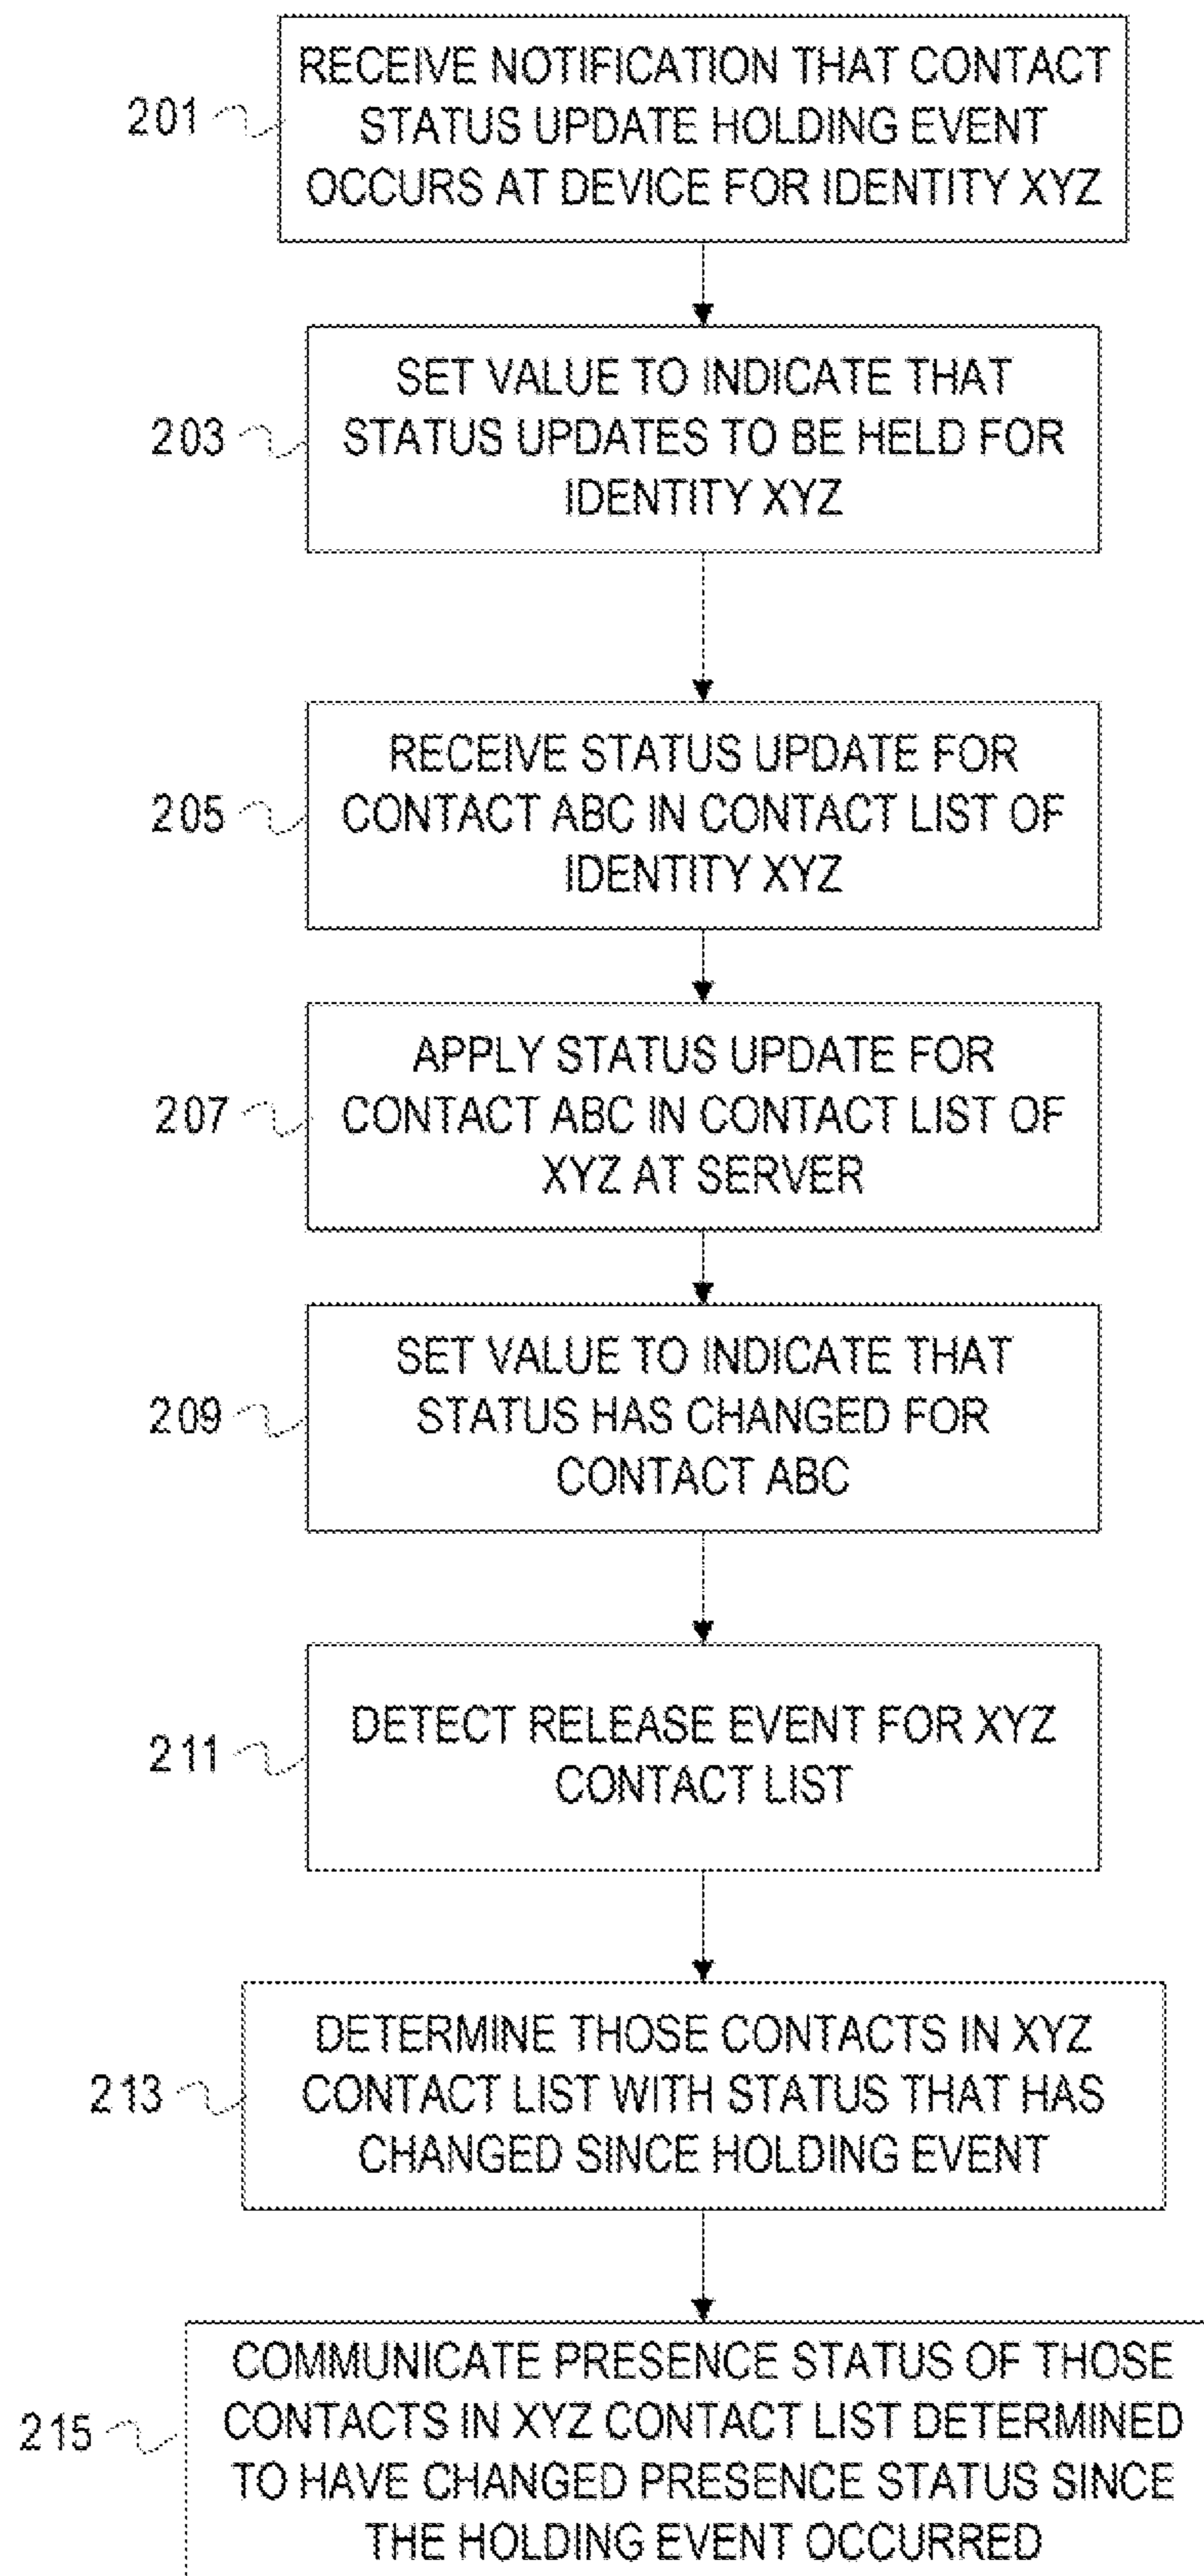 RECEIVE NOTIFICATION THAT CONTACT
201
STATUS UPDATE HOLDING EVENT
OCCURS AT DEVICE FOR IDENTITY XYZ
SET VALUE TO INDICATE THAT
203
STATUS UPDATES TO BE HELD FOR
IDENTITY XYZ
RECEIVE STATUS UPDATE FOR
205
CONTACT ABC IN CONTACT LIST OF
IDENTITY XYZ
APPLY STATUS UPDATE FOR
207
CONTACT ABC IN CONTACT LIST OF
XYZ AT SERVER
SET VALUE TO INDICATE THAT
209
STATUS HAS CHANGED FOR
CONTACT ABC
211
DETECT RELEASE EVENT FOR XYZ
CONTACT LIST
DETERMINE THOSE CONTACTS IN XYZ
213
CONTACT LIST WITH STATUS THAT HAS
CHANGED SINCE HOLDING EVENT
COMMUNICATE PRESENCE STATUS OF THOSE
215
CONTACTS IN XYZ CONTACT LIST DETERMINED
TO HAVE CHANGED PRESENCE STATUS SINCE
THE HOLDING EVENT OCCURRED